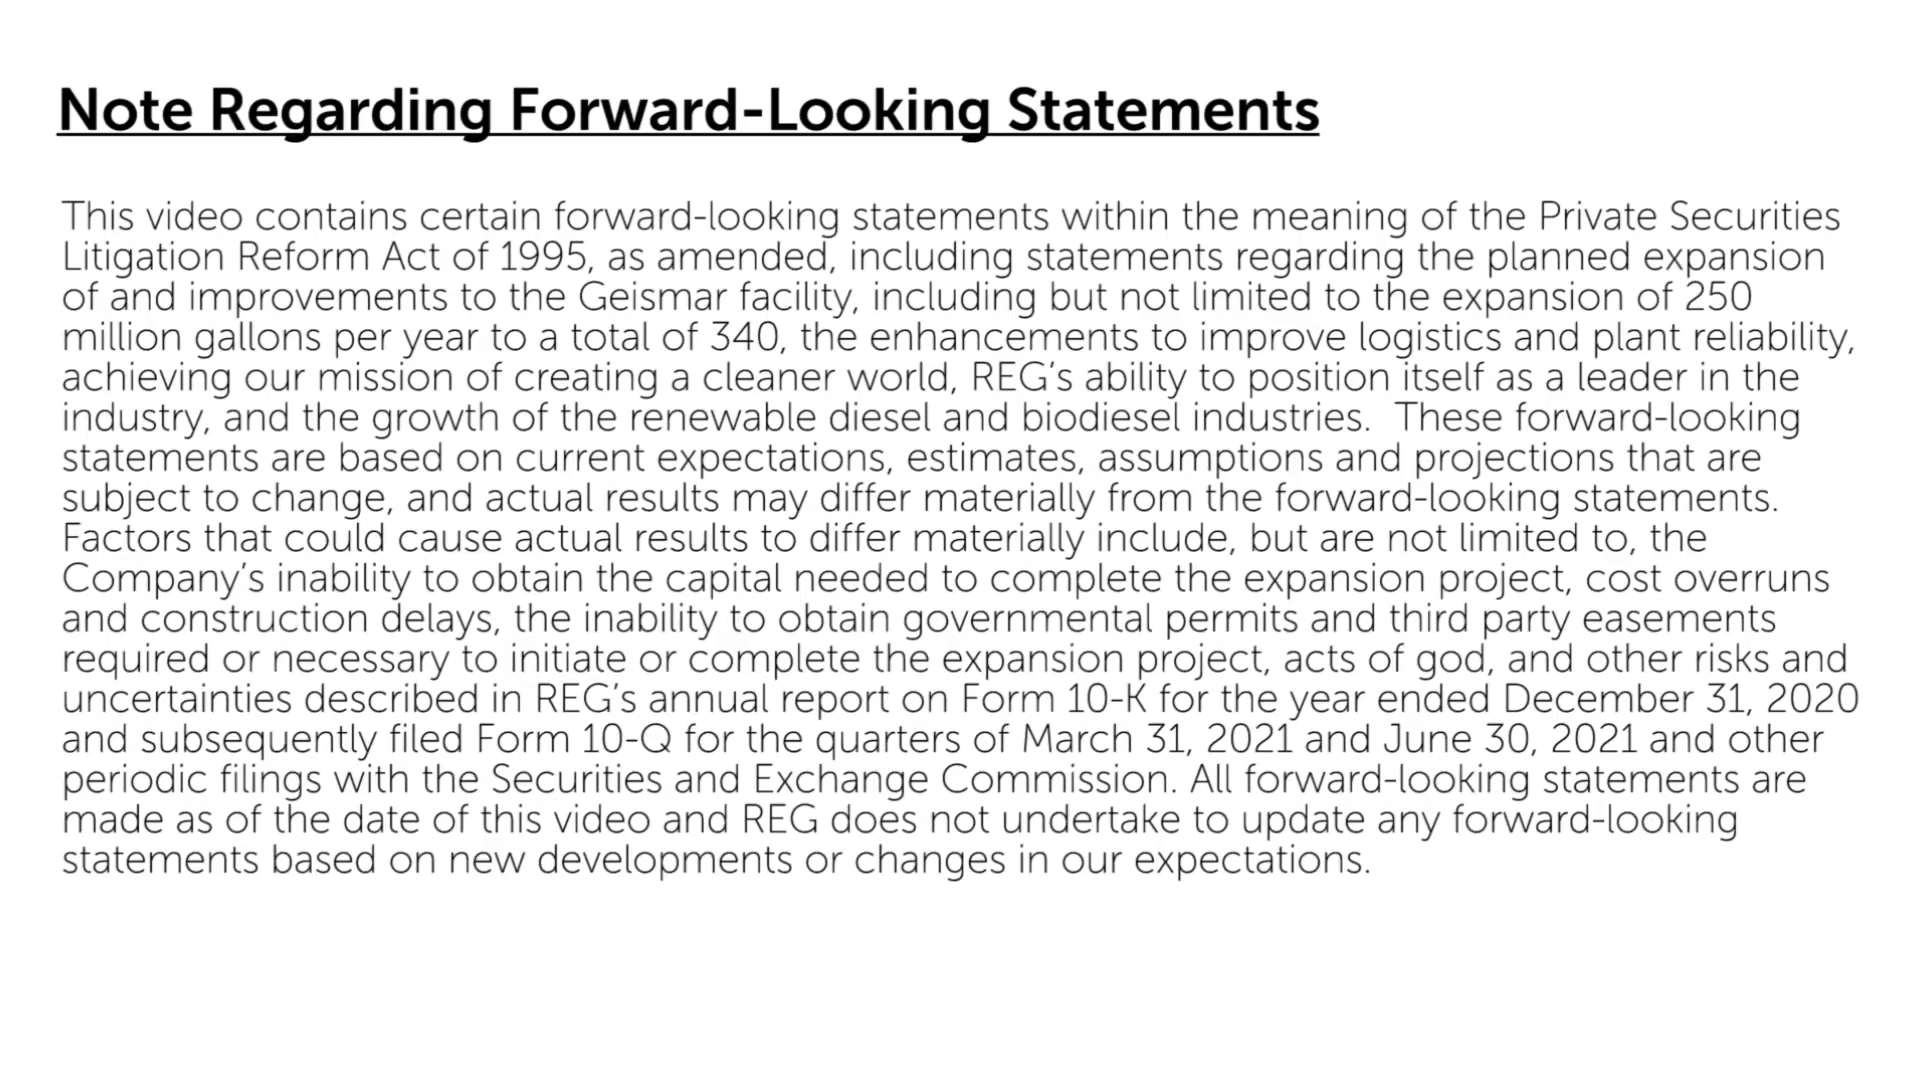 Note Regarding Forward-Looking Statements
This video contains certain forward-looking statements within the meaning of the Private Securities
Litigation Reform Act of 1995, as amended, including statements regarding the planned expansion
of and improvements to the Geismar facility, including but not limited to the expansion of 250
million gallons per year to a total of 340, the enhancements to improve logistics and plant reliability,
achieving our mission of creating a cleaner world, REG’s ability to position itself as a leader in the
industry, and the growth of the renewable diesel and biodiesel industries.  These forward-looking
statements are based on current expectations, estimates, assumptions and projections that are
subject to change, and actual results may differ materially from the forward-looking statements.
Factors that could cause actual results to differ materially include, but are not limited to, the
Company’s inability to obtain the capital needed to complete the expansion project, cost overruns
and construction delays, the inability to obtain governmental permits and third party easements
required or necessary to initiate or complete the expansion project, acts of god, and other risks and
uncertainties described in REG’s annual report on Form 10-K for the year ended December 31, 2020
and subsequently filed Form 10-Q for the quarters of March 31, 2021 and June 30, 2021 and other
periodic filings with the Securities and Exchange Commission. All forward-looking statements are
made as of the date of this video and REG does not undertake to update any forward-looking
statements based on new developments or changes in our expectations.